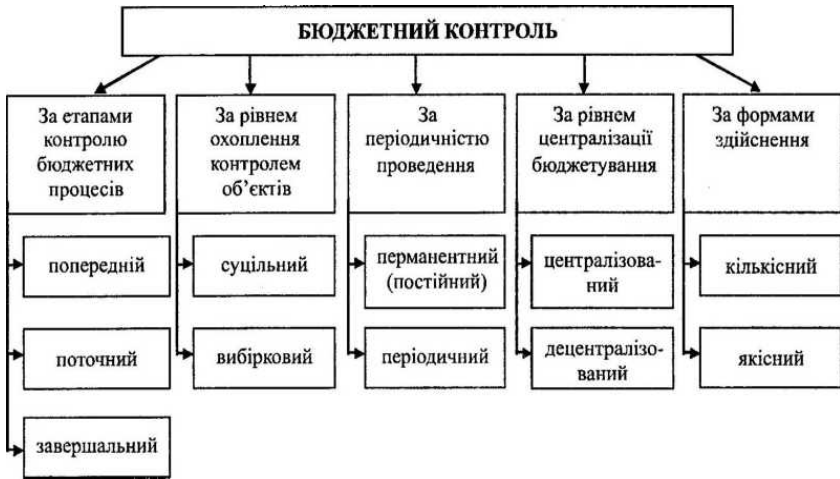 БЮДЖЕТНИЙ КОНТРОЛЬ
За етапами
контролю
бюджетних
процесів
За рівнем
охоплення
контролем
об’єктів
За
періодичністю
проведення
За рівнем
централізації
бюджетування
За формами
здійснення
попередній
суцільний
перманентний
(постійний)
централізова-
ний
кількісний
поточний
вибірковий
періодичний
децентралізо-
ований
якісний
завершальний